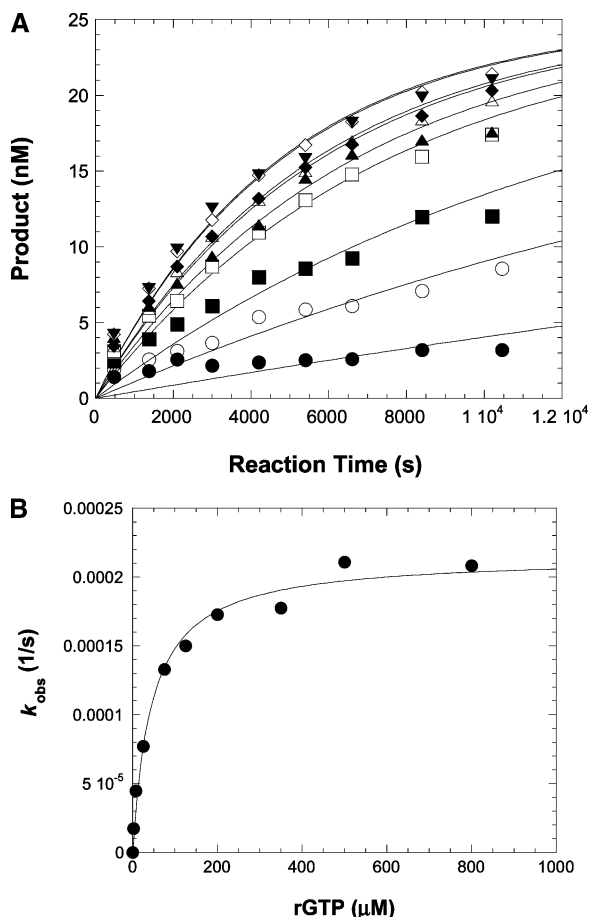 A
25
20
15
10
5
0
Product (nM)
0 2000 4000 6000 8000 1 10⁴ 1.2 10⁴
Reaction Time (s)
B
0.00025
0.0002
0.00015
0.0001
5 10⁻⁵
0
k_obs (1/s)
0 200 400 600 800 1000
rGTP (μM)